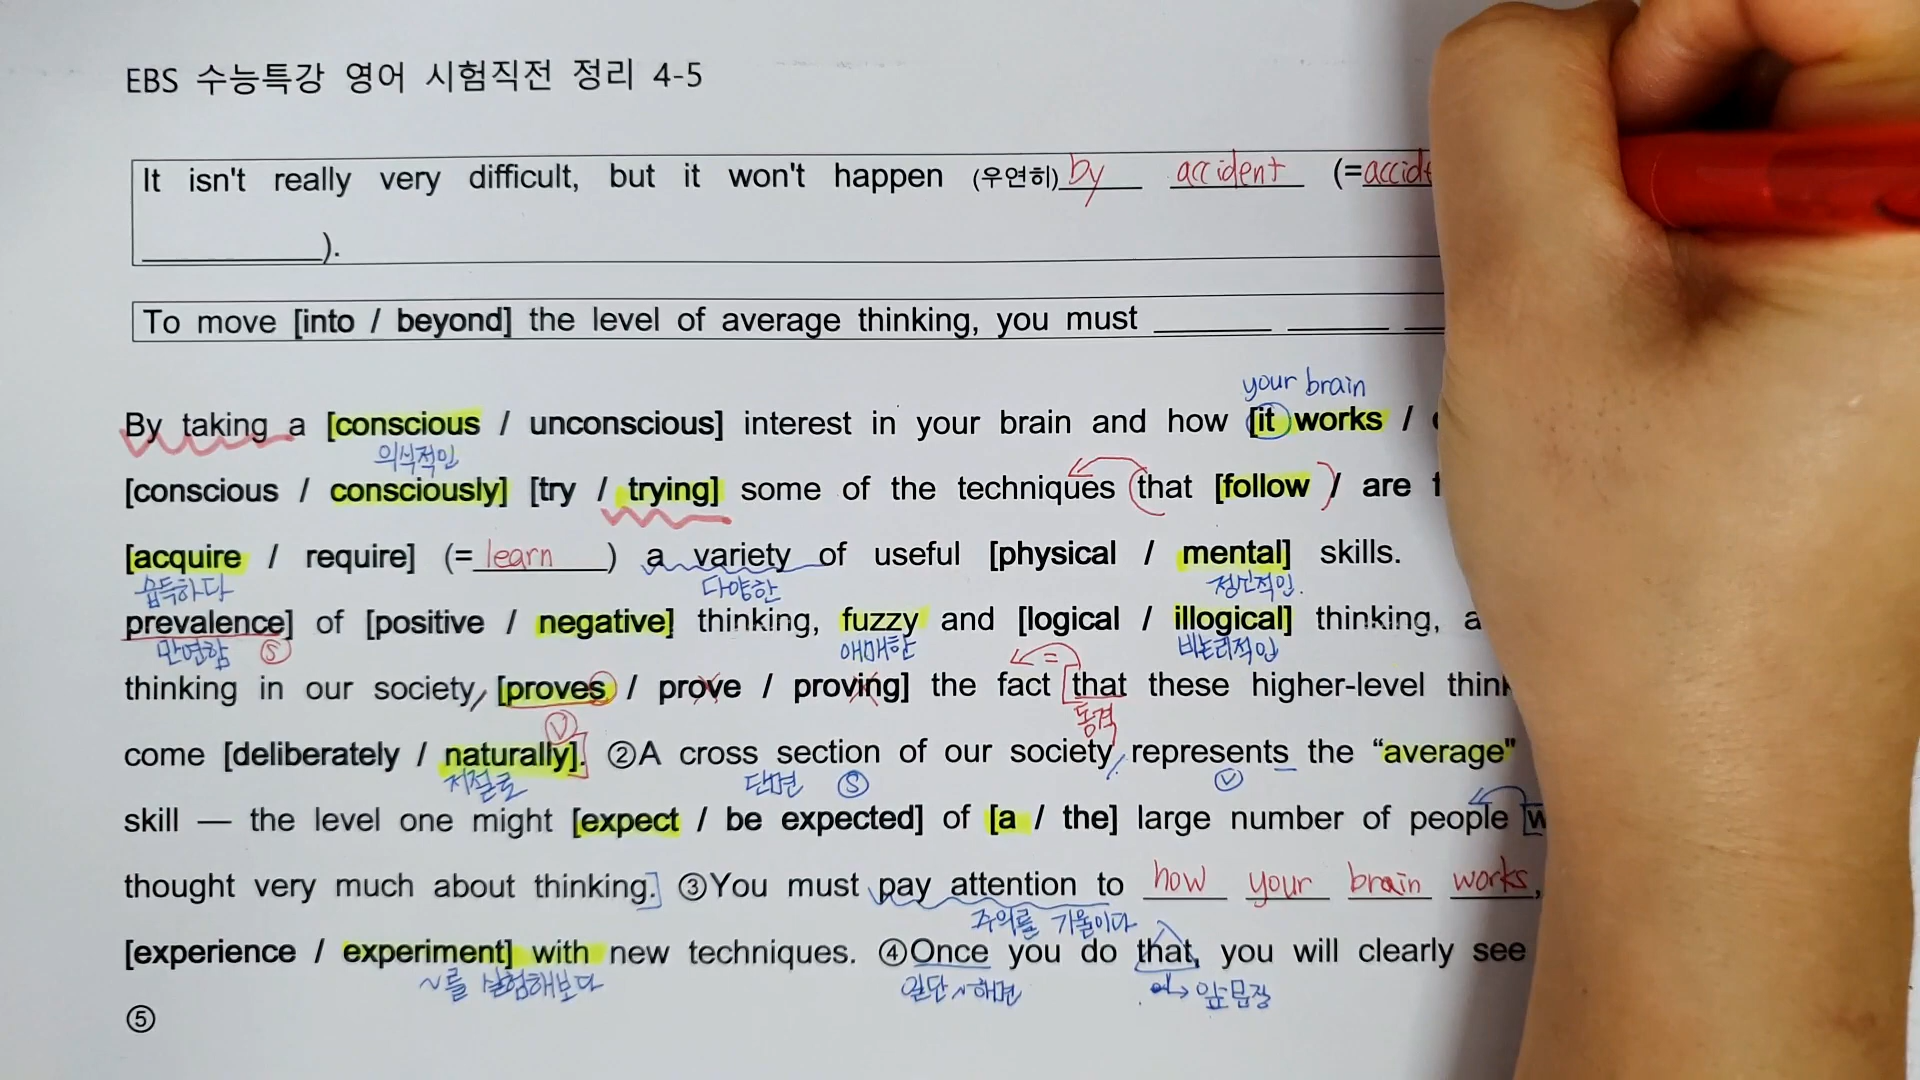 EBS 수능특강 영어 시험직전 정리 4-5
It isn't really very difficult, but it won't happen (우연히) by accident (=accid
__________).
To move [into / beyond] the level of average thinking, you must ______ ______ ___
your brain
By taking a [conscious / unconscious] interest in your brain and how [it works /
의식적인
[conscious / consciously] [try / trying] some of the techniques that [follow / are
[acquire / require] (= learn ) a variety of useful [physical / mental] skills.
습득하다 다양한 정신적인.
prevalence] of [positive / negative] thinking, fuzzy and [logical / illogical] thinking, a
만연함 Ⓢ 애매한 비논리적인
=
thinking in our society, [proves / prove / proving] the fact that these higher-level think
Ⓥ 동격
come [deliberately / naturally]. ②A cross section of our society represents the “average"
저절로 단면 Ⓢ Ⓥ
skill — the level one might [expect / be expected] of [a / the] large number of people w
thought very much about thinking. ③You must pay attention to how your brain works,
주의를 기울이다
[experience / experiment] with new techniques. ④Once you do that, you will clearly see
~를 실험해보다 일단 ~하면 → 앞문장
⑤